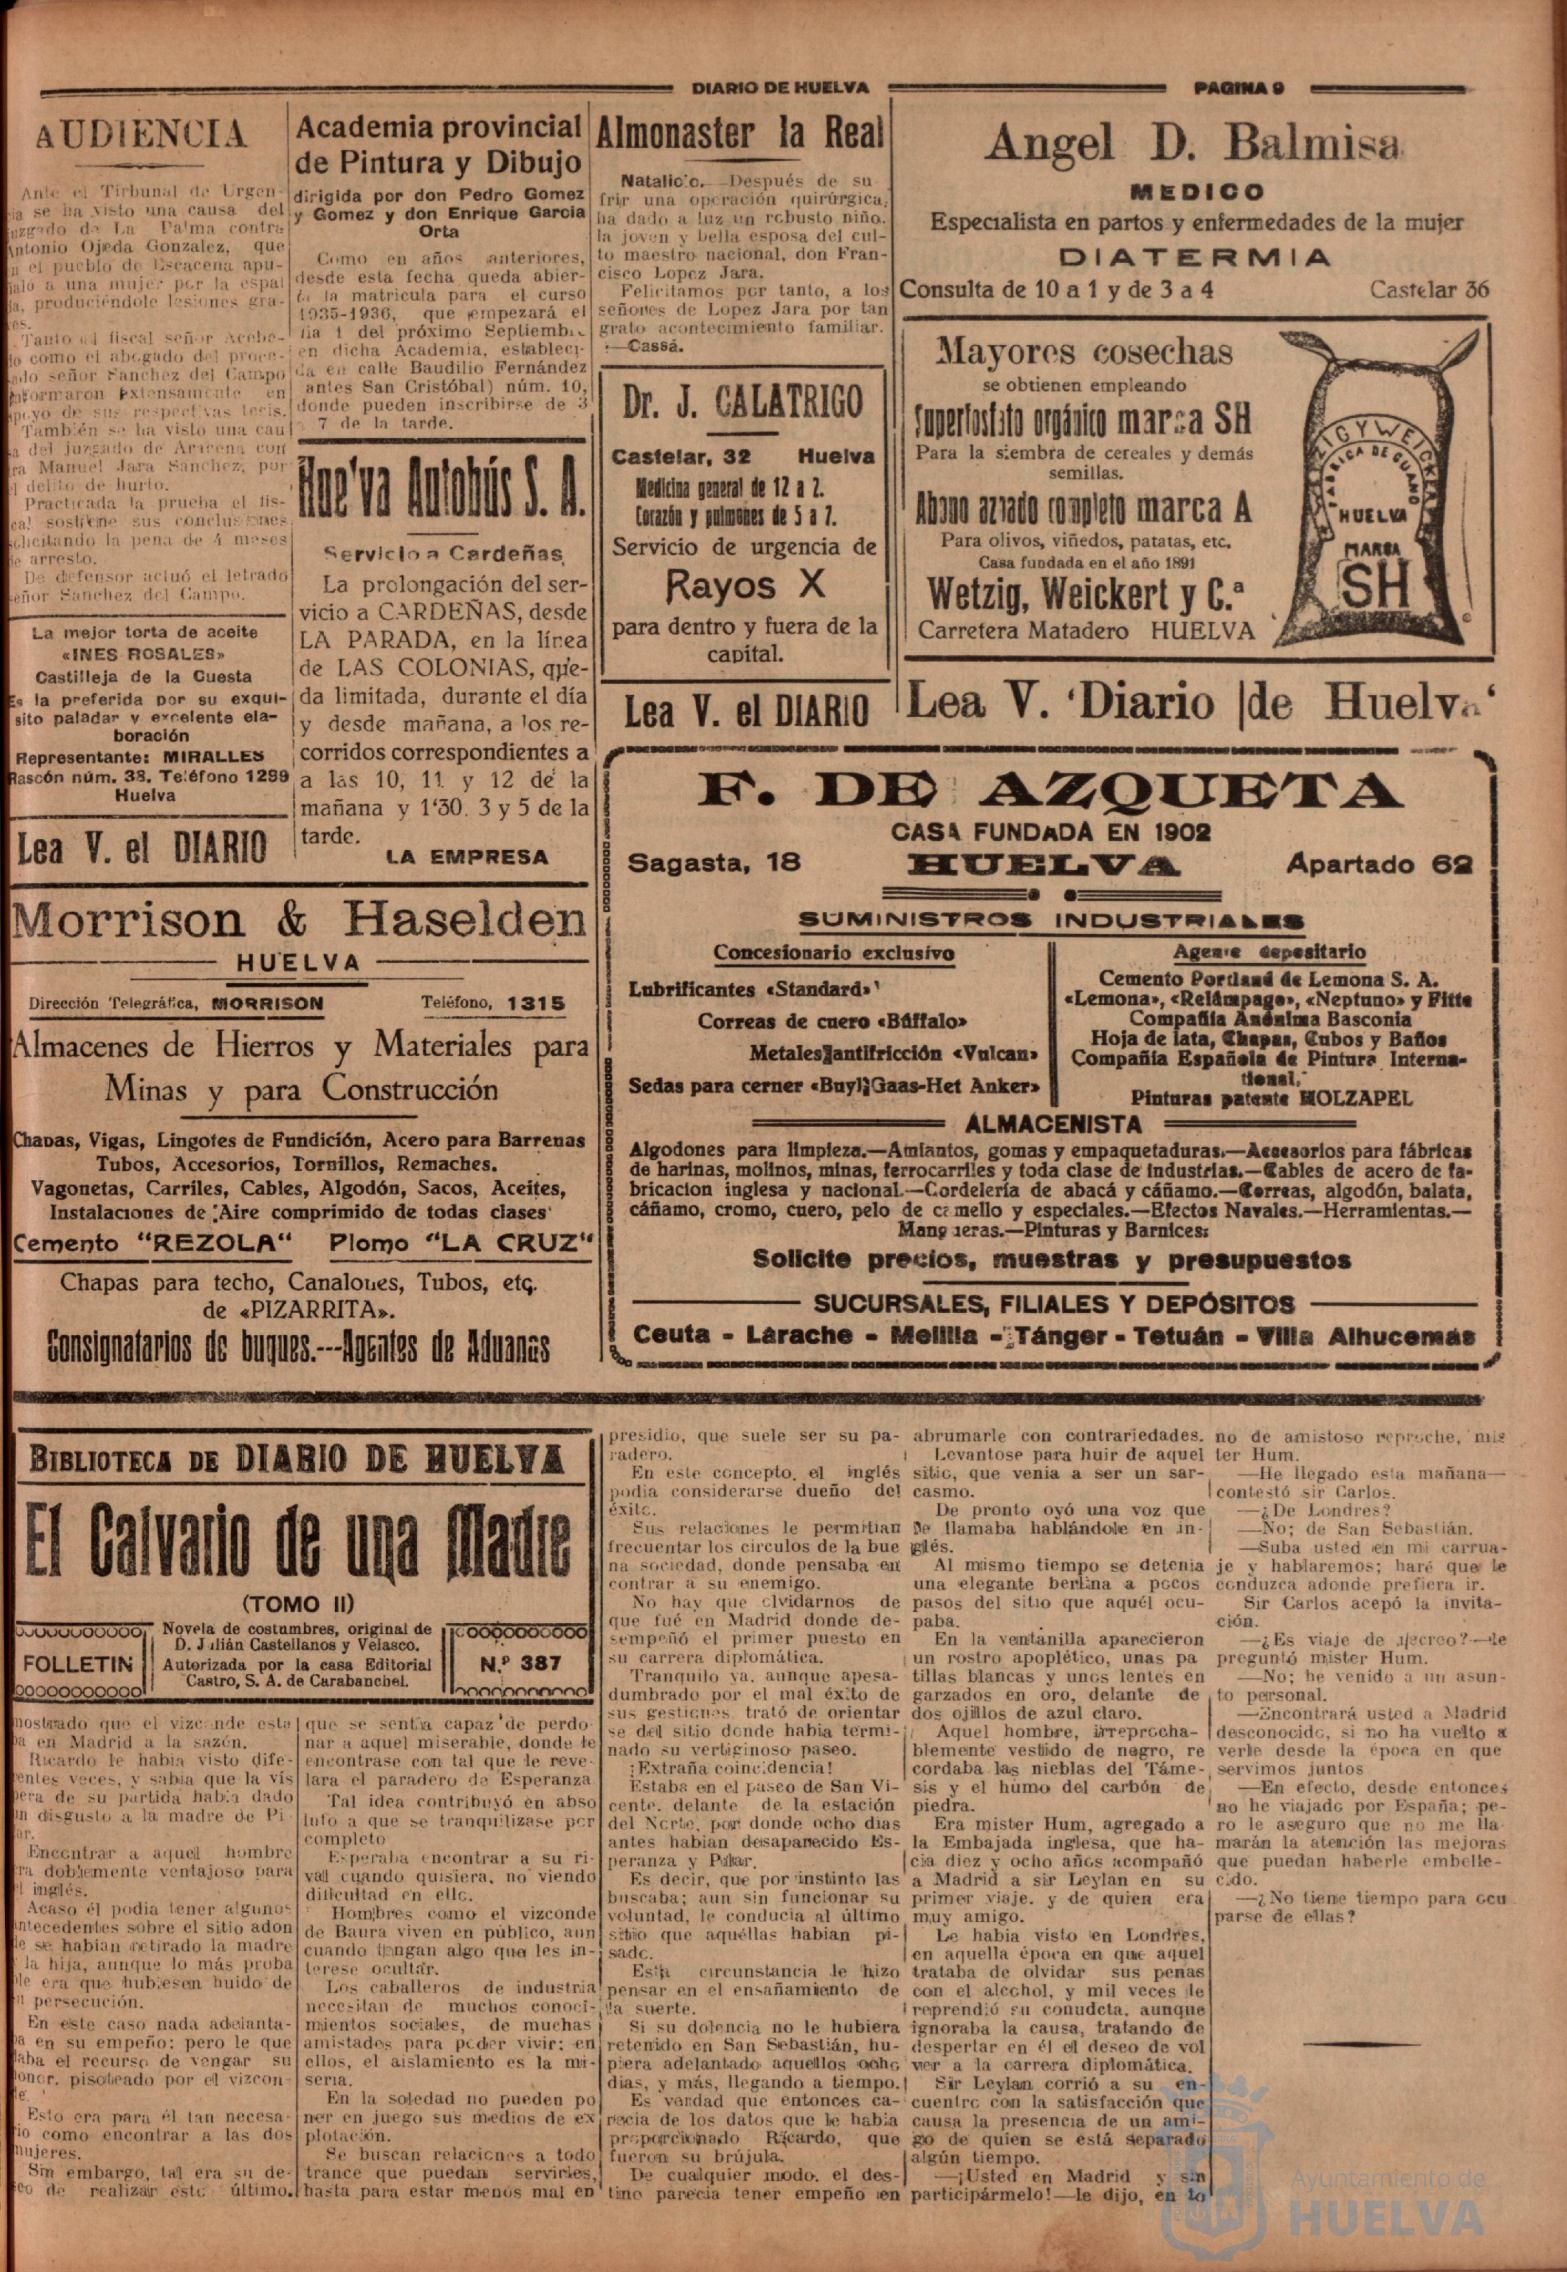 DIARIO DE HUELVA
PAGINA 9
AUDIENCIA
Ante el Tirbunal de Urgen-
se ha visto una causa del
de La Palma contra
Antonio Ojeda Gonzalez, que
el pueblo de Escacena apu-
a una mujer por la espal
produciéndole lesiones gra-
Tanto el fiscal señor Acebe-
como el abogado del proce-
señor Sanchez del Campo
informaron extensamente en
de sus respectivas tesis.
También se ha visto una cau
del juzgado de Aracena con
Manuel Jara Sanchez, por
delito de hurto.
Practicada la prueba el fis-
cal sostiene sus conclusiones
la pena de 4 meses
arresto.
De defensor actuó el letrado
señor Sanchez del Campo.
La mejor torta de aceite
«INES ROSALES»
Castilleja de la Cuesta
Es la preferida por su exqui-
sito paladar y excelente ela-
boración
Representante: MIRALLES
Rascón núm. 38. Teléfono 1299
Huelva
Lea V. el DIARIO
Academia provincial
de Pintura y Dibujo
dirigida por don Pedro Gomez
y Gomez y don Enrique Garcia
Orta
Como en años anteriores,
desde esta fecha queda abier-
la matricula para el curso
1935-1936, que empezará el
1 del próximo Septiembre
en dicha Academia, estableci-
da en calle Baudilio Fernández
antes San Cristóbal) núm. 10,
donde pueden inscribirse de 3
7 de la tarde.
Hue'va Autobús S. A.
Servicio a Cardeñas
La prolongación del ser-
vicio a CARDEÑAS, desde
LA PARADA, en la línea
de LAS COLONIAS, que-
da limitada, durante el día
y desde mañana, a los re-
corridos correspondientes a
a las 10, 11 y 12 de la
mañana y 1'30. 3 y 5 de la
tarde.
LA EMPRESA
Almonaster la Real
Natalicio.—Después de su
frir una operación quirúrgica,
ha dado a luz un robusto niño.
la joven y bella esposa del cul-
to maestro nacional, don Fran-
cisco Lopez Jara.
Felicitamos por tanto, a los
señores de Lopez Jara por tan
grato acontecimiento familiar.
—Cassá.
Dr. J. CALATRIGO
Castelar, 32 Huelva
Medicina general de 12 a 2.
Corazón y pulmones de 5 a 7.
Servicio de urgencia de
Rayos X
para dentro y fuera de la
capital.
Lea V. el DIARIO
Angel D. Balmisa
MEDICO
Especialista en partos y enfermedades de la mujer
DIATERMIA
Consulta de 10 a 1 y de 3 a 4 Castelar 36
Mayores cosechas
se obtienen empleando
Superfosfato orgánico marca SH
Para la siembra de cereales y demás
semillas.
Abono azoado completo marca A
Para olivos, viñedos, patatas, etc.
Casa fundada en el año 1891
Wetzig, Weickert y C.ª
Carretera Matadero HUELVA
FABRICA DE GUANO
HUELVA
MARCA
SH
Lea V. 'Diario de Huelva'
F. DE AZQUETA
CASA FUNDADA EN 1902
Sagasta, 18 HUELVA Apartado 62
SUMINISTROS INDUSTRIALES
Concesionario exclusivo
Lubrificantes «Standard»
Correas de cuero «Búffalo»
Metales antifricción «Vulcan»
Sedas para cerner «Buyl Gaas-Het Anker»
Agente depositario
Cemento Portland de Lemona S. A.
«Lemona», «Relámpago», «Neptuno» y Fitte
Compañia Anónima Basconia
Hoja de lata, Chapas, Cubos y Baños
Compañia Española de Pintura Interna-
tional,
Pinturas patente HOLZAPEL
ALMACENISTA
Algodones para limpieza.—Amiantos, gomas y empaquetaduras.—Accesorios para fábricas
de harinas, molinos, minas, ferrocarriles y toda clase de industrias.—Cables de acero de fa-
bricacion inglesa y nacional.—Cordelería de abacá y cáñamo.—Correas, algodón, balata,
cáñamo, cromo, cuero, pelo de camello y especiales.—Efectos Navales.—Herramientas.—
Mangueras.—Pinturas y Barnices:
Solicite precios, muestras y presupuestos
SUCURSALES, FILIALES Y DEPÓSITOS
Ceuta - Larache - Melilla - Tánger - Tetuán - Villa Alhucemas
Morrison & Haselden
HUELVA
Dirección Telegráfica, MORRISON Teléfono, 1315
Almacenes de Hierros y Materiales para
Minas y para Construcción
Chapas, Vigas, Lingotes de Fundición, Acero para Barrenas
Tubos, Accesorios, Tornillos, Remaches.
Vagonetas, Carriles, Cables, Algodón, Sacos, Aceites,
Instalaciones de Aire comprimido de todas clases
Cemento "REZOLA" Plomo "LA CRUZ"
Chapas para techo, Canalones, Tubos, etc.
de «PIZARRITA».
Consignatarios de buques.---Agentes de Aduanas
BIBLIOTECA DE DIARIO DE HUELVA
El Calvario de una Madre
(TOMO II)
FOLLETIN
Novela de costumbres, original de
D. Julián Castellanos y Velasco.
Autorizada por la casa Editorial
Castro, S. A. de Carabanchel.
N.º 387
mostrado que el vizconde esta
ba en Madrid a la sazón.
Ricardo le habia visto dife-
rentes veces, y sabia que la vis
pera de su partida habia dado
un disgusto a la madre de Pi
lar.
Encontrar a aquel hombre
era doblemente ventajoso para
el inglés.
Acaso él podia tener algunos
antecedentes sobre el sitio adon
de se habian retirado la madre
y la hija, aunque lo más proba
ble era que hubiesen huido de
persecución.
En este caso nada adelanta-
ba en su empeño; pero le que
daba el recurso de vengar su
honor, pisoteado por el vizcon
de.
Esto era para él tan necesa-
rio como encontrar a las dos
mujeres.
Sin embargo, tal era su de-
seo de realizar este último.
que se sentia capaz de perdo
nar a aquel miserable, donde le
encontrase con tal que le reve-
lara el paradero de Esperanza
Tal idea contribuyó en abso
luto a que se tranquilizase por
completo
Esperaba encontrar a su ri-
val cuando quisiera, no viendo
dificultad en ello.
Hombres como el vizconde
de Baura viven en público, aun
cuando tengan algo que les in-
terese ocultar.
Los caballeros de industria
necesitan de muchos conoci-
mientos sociales, de muchas
amistades para poder vivir; en
ellos, el aislamiento es la mi-
seria.
En la soledad no pueden po
ner en juego sus medios de ex
plotación.
Se buscan relaciones a todo
trance que puedan servirles,
hasta para estar menos mal en
presidio, que suele ser su pa-
radero.
En este concepto, el inglés
podia considerarse dueño del
éxito.
Sus relaciones le permitian
frecuentar los circulos de la bue
na sociedad, donde pensaba en
contrar a su enemigo.
No hay que olvidarnos de
que fué en Madrid donde de-
sempeñó el primer puesto en
su carrera diplomática.
Tranquilo ya, aunque apesa-
dumbrado por el mal éxito de
sus gestiones, trató de orientar
se del sitio donde habia termi-
nado su vertiginoso paseo.
¡Extraña coincidencia!
Estaba en el paseo de San Vi-
cente, delante de la estación
del Norte, por donde ocho dias
antes habian desaparecido Es-
peranza y Pilar.
Es decir, que por instinto las
buscaba; aun sin funcionar su
voluntad, le conducia al último
sitio que aquéllas habian pi-
sado.
Esta circunstancia le hizo
pensar en el ensañamiento de
la suerte.
Si su dolencia no le hubiera
retenido en San Sebastián, hu-
piera adelantado aquellos ocho
dias, y más, llegando a tiempo.
Es verdad que entonces ca-
recia de los datos que le habia
proporcionado Ricardo, que
fueron su brújula.
De cualquier modo, el des-
tino parecia tener empeño en
abrumarle con contrariedades.
Levantose para huir de aquel
sitio, que venia a ser un sar-
casmo.
De pronto oyó una voz que
le llamaba hablándole en in-
glés.
Al mismo tiempo se detenia
una elegante berlina a pocos
pasos del sitio que aquél ocu-
paba.
En la ventanilla aparecieron
un rostro apoplético, unas pa
tillas blancas y unos lentes en
garzados en oro, delante de
dos ojillos de azul claro.
Aquel hombre, irreprocha-
blemente vestido de negro, re
cordaba las nieblas del Táme-
sis y el humo del carbón de
piedra.
Era mister Hum, agregado a
la Embajada inglesa, que ha-
cia diez y ocho años acompañó
a Madrid a sir Leylan en su
primer viaje, y de quien era
muy amigo.
Le habia visto en Londres,
en aquella época en que aquel
trataba de olvidar sus penas
con el alcohol, y mil veces le
reprendió su conudcta, aunque
ignoraba la causa, tratando de
despertar en él el deseo de vol
ver a la carrera diplomática.
Sir Leylan corrió a su en-
cuentro con la satisfacción que
causa la presencia de un ami-
go de quien se está separado
algún tiempo.
—¡Usted en Madrid y sin
participármelo!—le dijo, en to
no de amistoso reproche, mis
ter Hum.
—He llegado esta mañana—
contestó sir Carlos.
—¿De Londres?
—No; de San Sebastián.
—Suba usted en mi carrua-
je y hablaremos; haré que le
conduzca adonde prefiera ir.
Sir Carlos acepó la invita-
ción.
—¿Es viaje de recreo?—le
preguntó mister Hum.
—No; he venido a un asun-
to personal.
—Encontrará usted a Madrid
desconocido, si no ha vuelto a
verle desde la época en que
servimos juntos
—En efecto, desde entonces
no he viajado por España; pe-
ro le aseguro que no me lla
marán la atención las mejoras
que puedan haberle embelle-
cido.
—¿No tiene tiempo para ocu
parse de ellas?
Ayuntamiento de
HUELVA